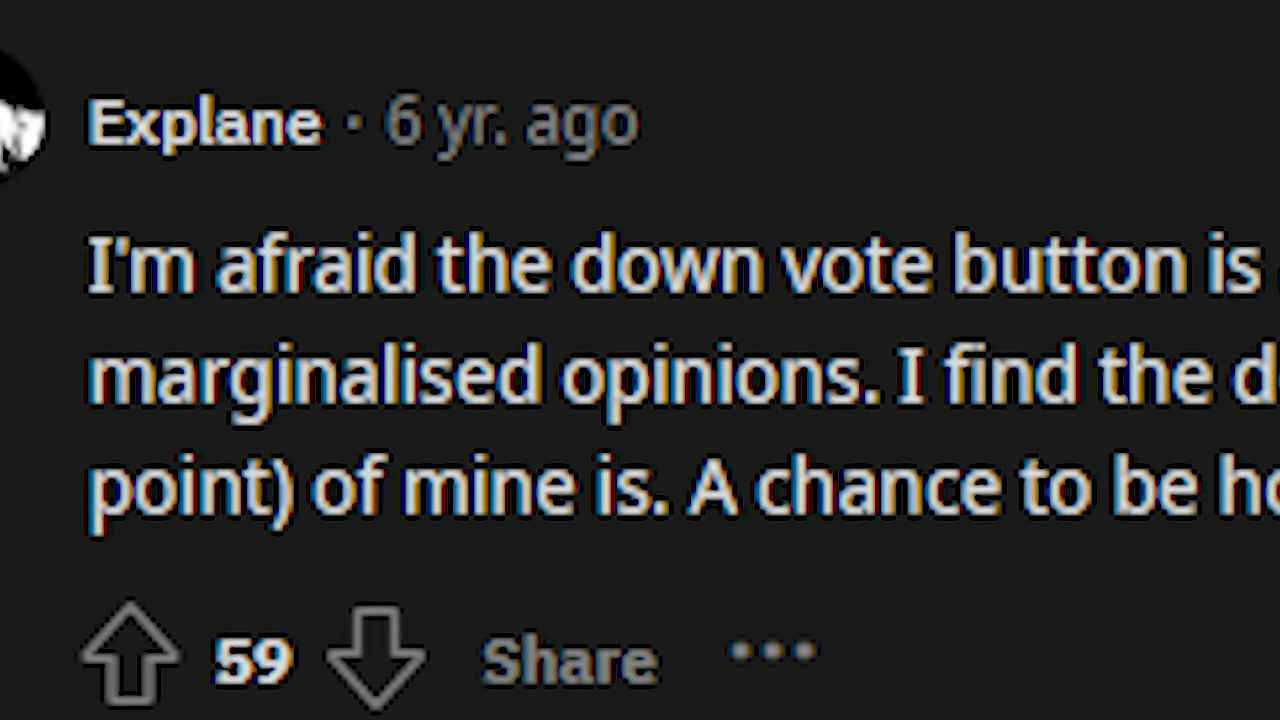 Explane · 6 yr. ago
I'm afraid the down vote button is
marginalised opinions. I find the
point) of mine is. A chance to be
59 Share ...